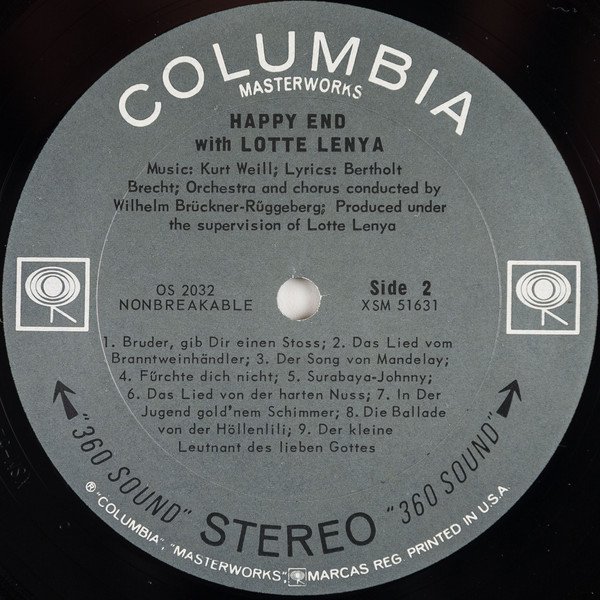 COLUMBIA
MASTERWORKS
HAPPY END
with LOTTE LENYA
Music: Kurt Weill; Lyrics: Bertholt
Brecht; Orchestra and chorus conducted by
Wilhelm Brückner-Rüggeberg; Produced under
the supervision of Lotte Lenya
OS 2032
NONBREAKABLE
Side 2
XSM 51631
1. Bruder, gib Dir einen Stoss; 2. Das Lied vom
Branntweinhändler; 3. Der Song von Mandelay;
4. Fürchte dich nicht; 5. Surabaya-Johnny;
6. Das Lied von der harten Nuss; 7. In Der
Jugend gold'nem Schimmer; 8. Die Ballade
von der Höllenlili; 9. Der kleine
Leutnant des lieben Gottes
"360 SOUND" STEREO "360 SOUND"
® "COLUMBIA", "MASTERWORKS", MARCAS REG. PRINTED IN U.S.A.